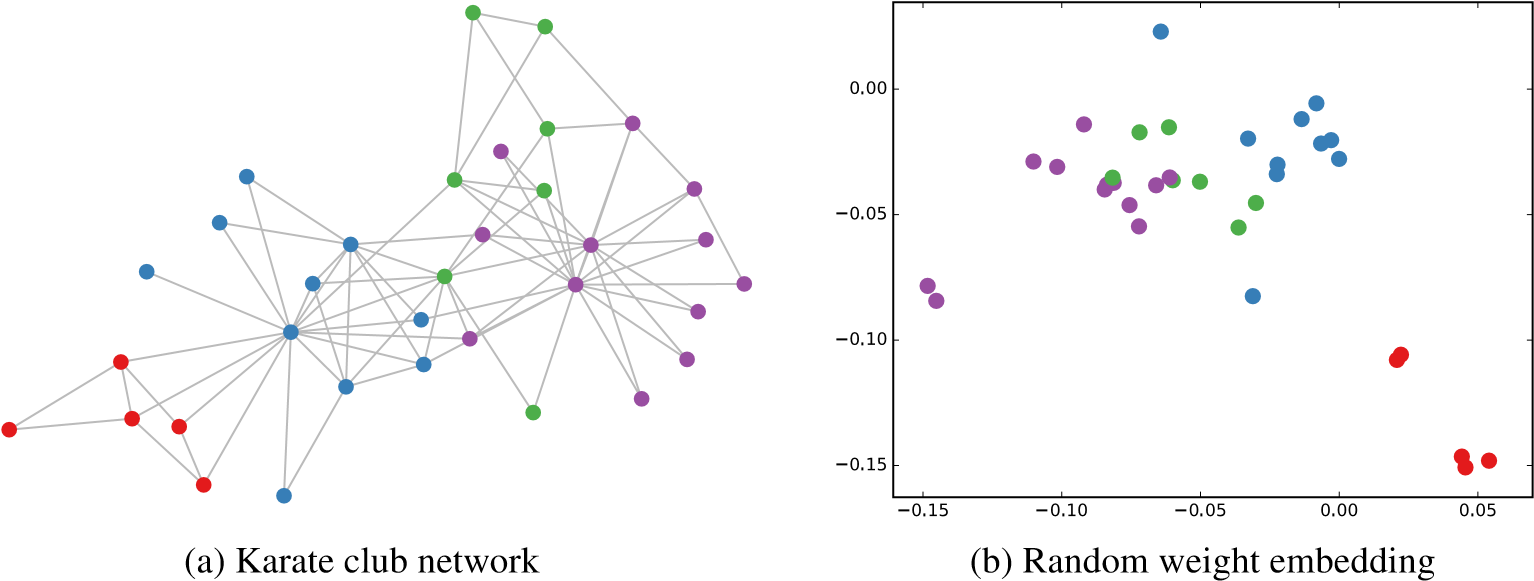 0.00
−0.05
−0.10
−0.15
−0.15 −0.10 −0.05 0.00 0.05
(a) Karate club network
(b) Random weight embedding